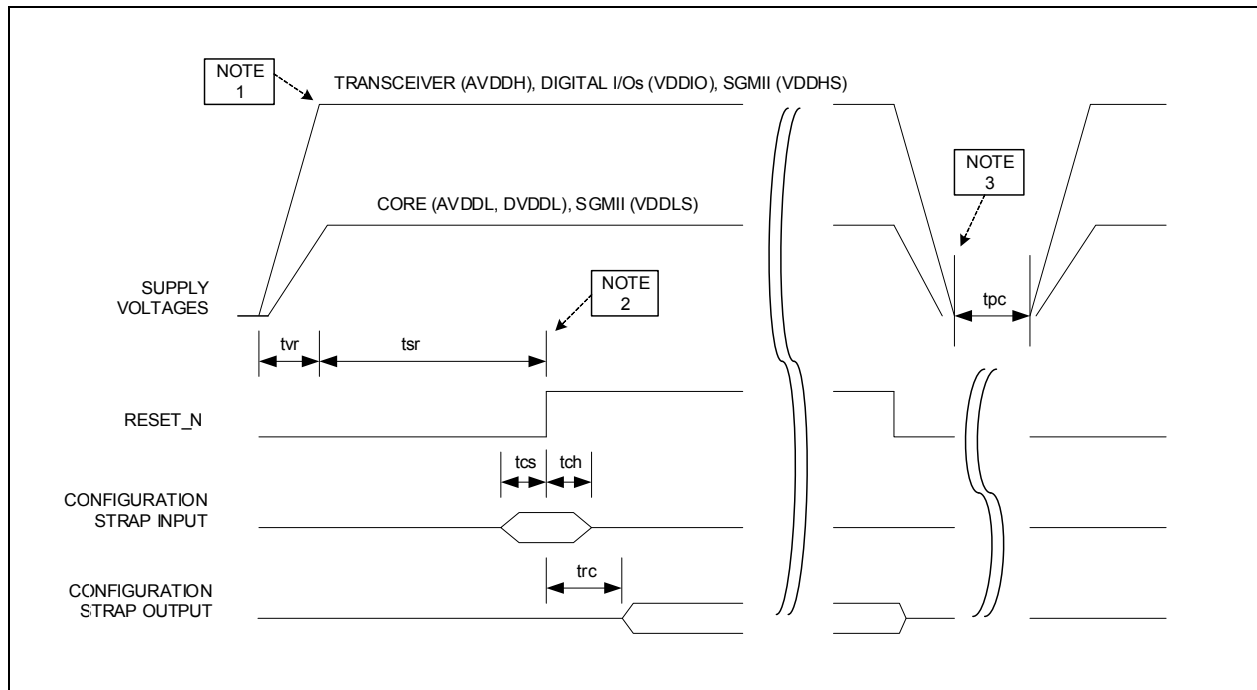 NOTE
1
TRANSCEIVER (AVDDH), DIGITAL I/Os (VDDIO), SGMII (VDDHS)
NOTE
3
CORE (AVDDL, DVDDL), SGMII (VDDLS)
SUPPLY
VOLTAGES
NOTE
2
tpc
tvr
tsr
RESET_N
tcs
tch
CONFIGURATION
STRAP INPUT
trc
CONFIGURATION
STRAP OUTPUT